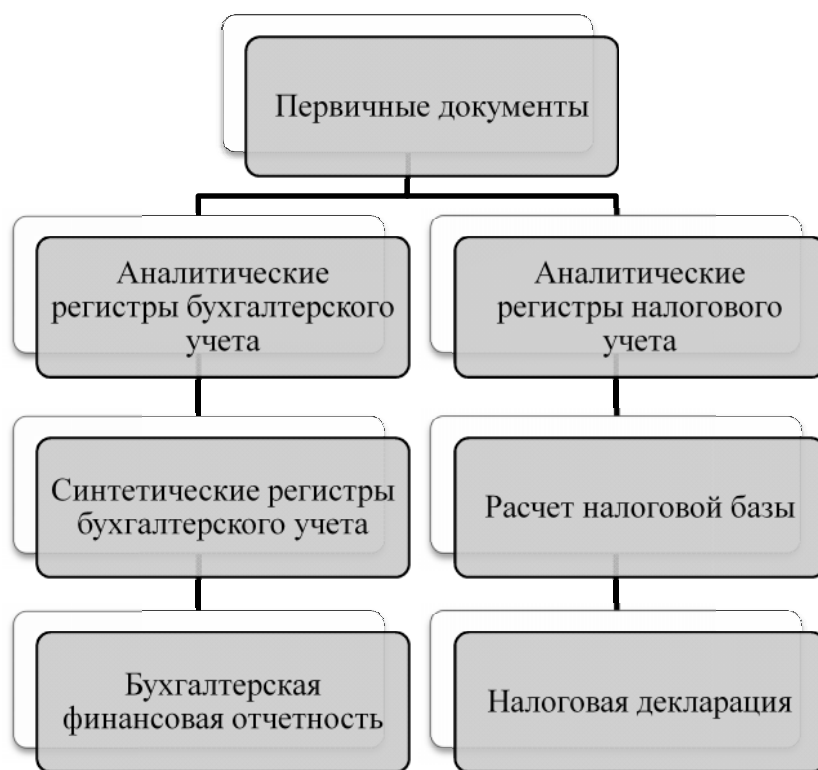 Первичные документы
Аналитические
регистры бухгалтерского
учета
Аналитические
регистры налогового
учета
Синтетические регистры
бухгалтерского учета
Расчет налоговой базы
Бухгалтерская
финансовая отчетность
Налоговая декларация